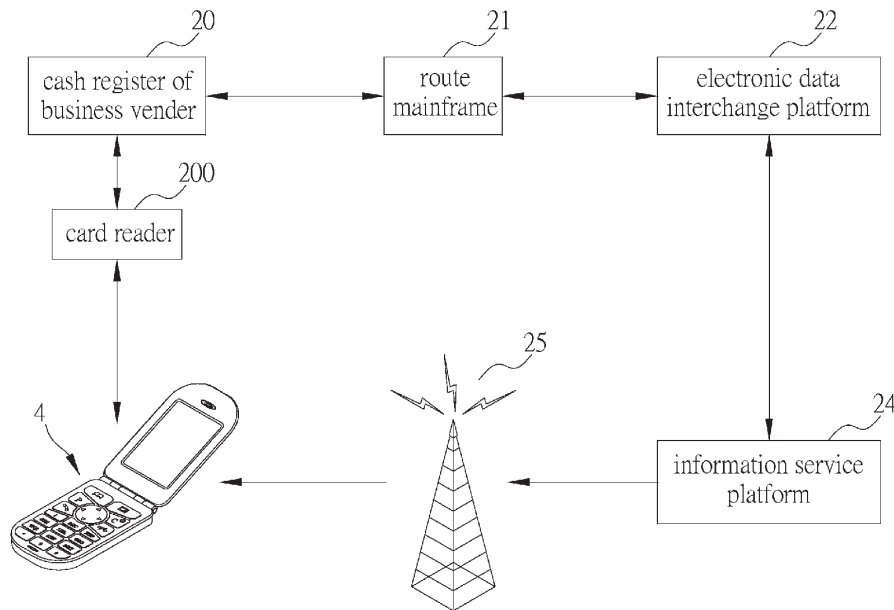 20
21
22
cash register of
business vender
route
mainframe
electronic data
interchange platform
200
card reader
25
4
24
information service
platform